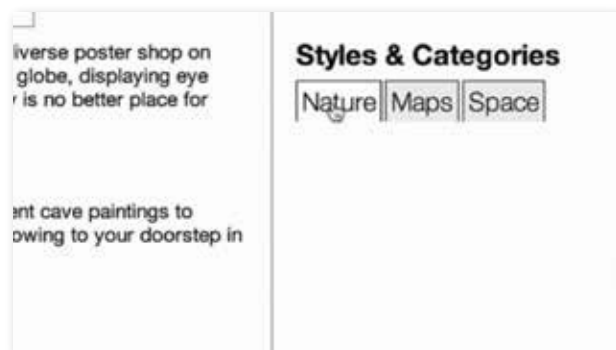 iverse poster shop on
globe, displaying eye
is no better place for
ent cave paintings to
owing to your doorstep in
Styles & Categories
Nature Maps Space